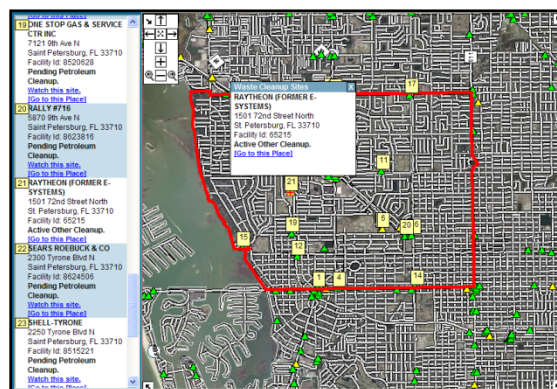 19 ONE STOP GAS & SERVICE
CTR INC
7121 9th Ave N
Saint Petersburg, FL 33710
Facility Id: 8520628
Pending Petroleum
Cleanup.
Watch this site.
[Go to this Place]
20 RALLY #716
5870 9th Ave N
Saint Petersburg, FL 33710
Facility Id: 8623816
Pending Petroleum
Cleanup.
Watch this site.
[Go to this Place]
21 RAYTHEON (FORMER E-
SYSTEMS)
1501 72nd Street North
St. Petersburg, FL 33710
Facility Id: 65215
Active Other Cleanup.
[Go to this Place]
22 SEARS ROEBUCK & CO
2300 Tyrone Blvd N
Saint Petersburg, FL 33710
Facility Id: 8624506
Pending Petroleum
Cleanup.
Watch this site.
[Go to this Place]
23 SHELL-TYRONE
2250 Tyrone Blvd N
Saint Petersburg, FL 33710
Facility Id: 8515221
Pending Petroleum
Cleanup.
Watch this site.
[Go to this Place]
Waste Cleanup Sites X
RAYTHEON (FORMER E-
SYSTEMS)
1501 72nd Street North
St. Petersburg, FL 33710
Facility Id: 65215
Active Other Cleanup.
[Go to this Place]
17
11
21
19
6
20
6
15
12
1
4
14